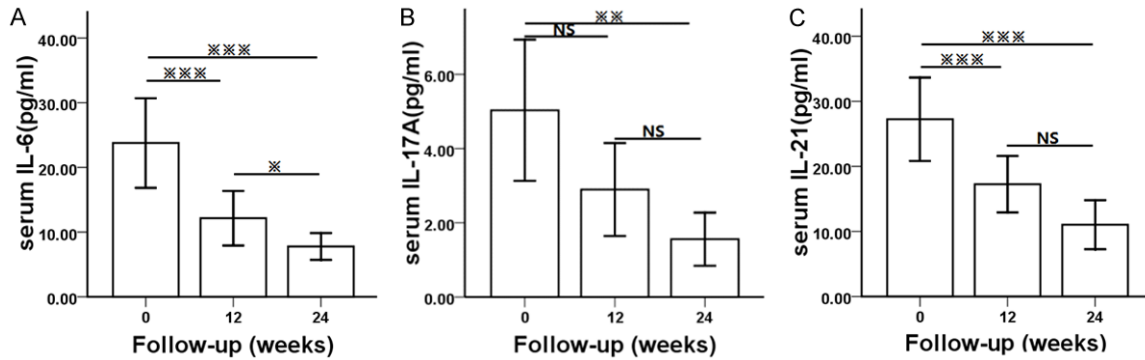 A
serum IL-6(pg/ml)
40.00
30.00
20.00
10.00
0.00
※※※
※※※
※
0
12
24
Follow-up (weeks)
B
serum IL-17A(pg/ml)
6.00
4.00
2.00
0.00
※※
NS
NS
0
12
24
Follow-up (weeks)
C
serum IL-21(pg/ml)
40.00
30.00
20.00
10.00
0.00
※※※
※※※
NS
0
12
24
Follow-up (weeks)